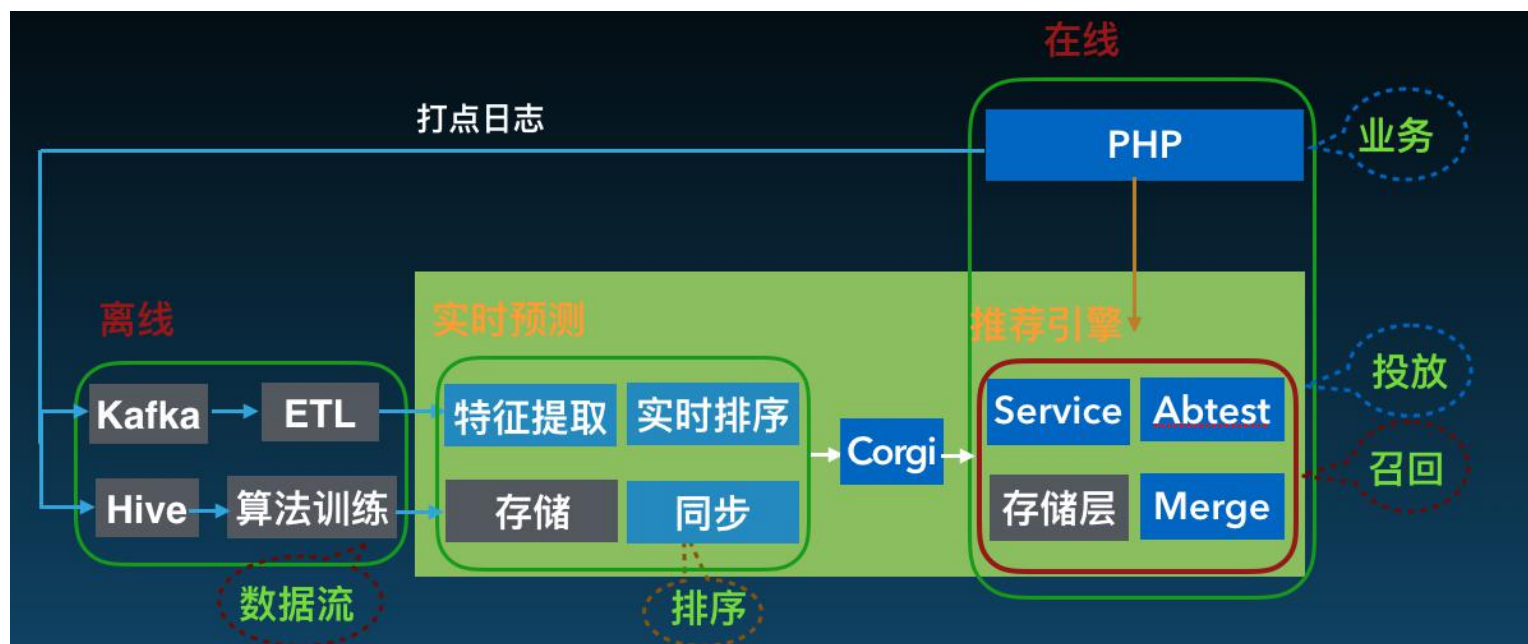 在线
打点日志
PHP
业务
离线
实时预测
推荐引擎
投放
Kafka
ETL
特征提取
实时排序
Service
Abtest
Corgi
召回
Hive
算法训练
存储
同步
存储层
Merge
数据流
排序